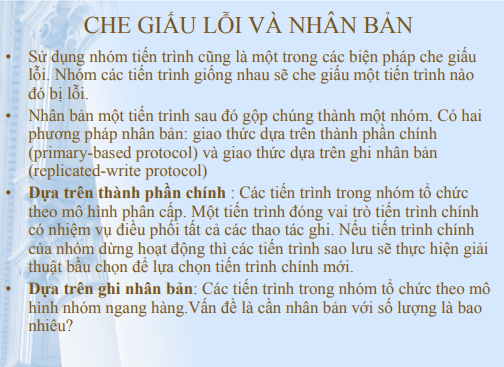 CHE GIẤU LỖI VÀ NHÂN BẢN
• Sử dụng nhóm tiến trình cũng là một trong các biện pháp che giấu
lỗi. Nhóm các tiến trình giống nhau sẽ che giấu một tiến trình nào
đó bị lỗi.
• Nhân bản một tiến trình sau đó gộp chúng thành một nhóm. Có hai
phương pháp nhân bản: giao thức dựa trên thành phần chính
(primary-based protocol) và giao thức dựa trên ghi nhân bản
(replicated-write protocol)
• Dựa trên thành phần chính : Các tiến trình trong nhóm tổ chức
theo mô hình phân cấp. Một tiến trình đóng vai trò tiến trình chính
có nhiệm vụ điều phối tất cả các thao tác ghi. Nếu tiến trình chính
của nhóm dừng hoạt động thì các tiến trình sao lưu sẽ thực hiện giải
thuật bầu chọn để lựa chọn tiến trình chính mới.
• Dựa trên ghi nhân bản: Các tiến trình trong nhóm tổ chức theo mô
hình nhóm ngang hàng.Vấn đề là cần nhân bản với số lượng là bao
nhiêu?